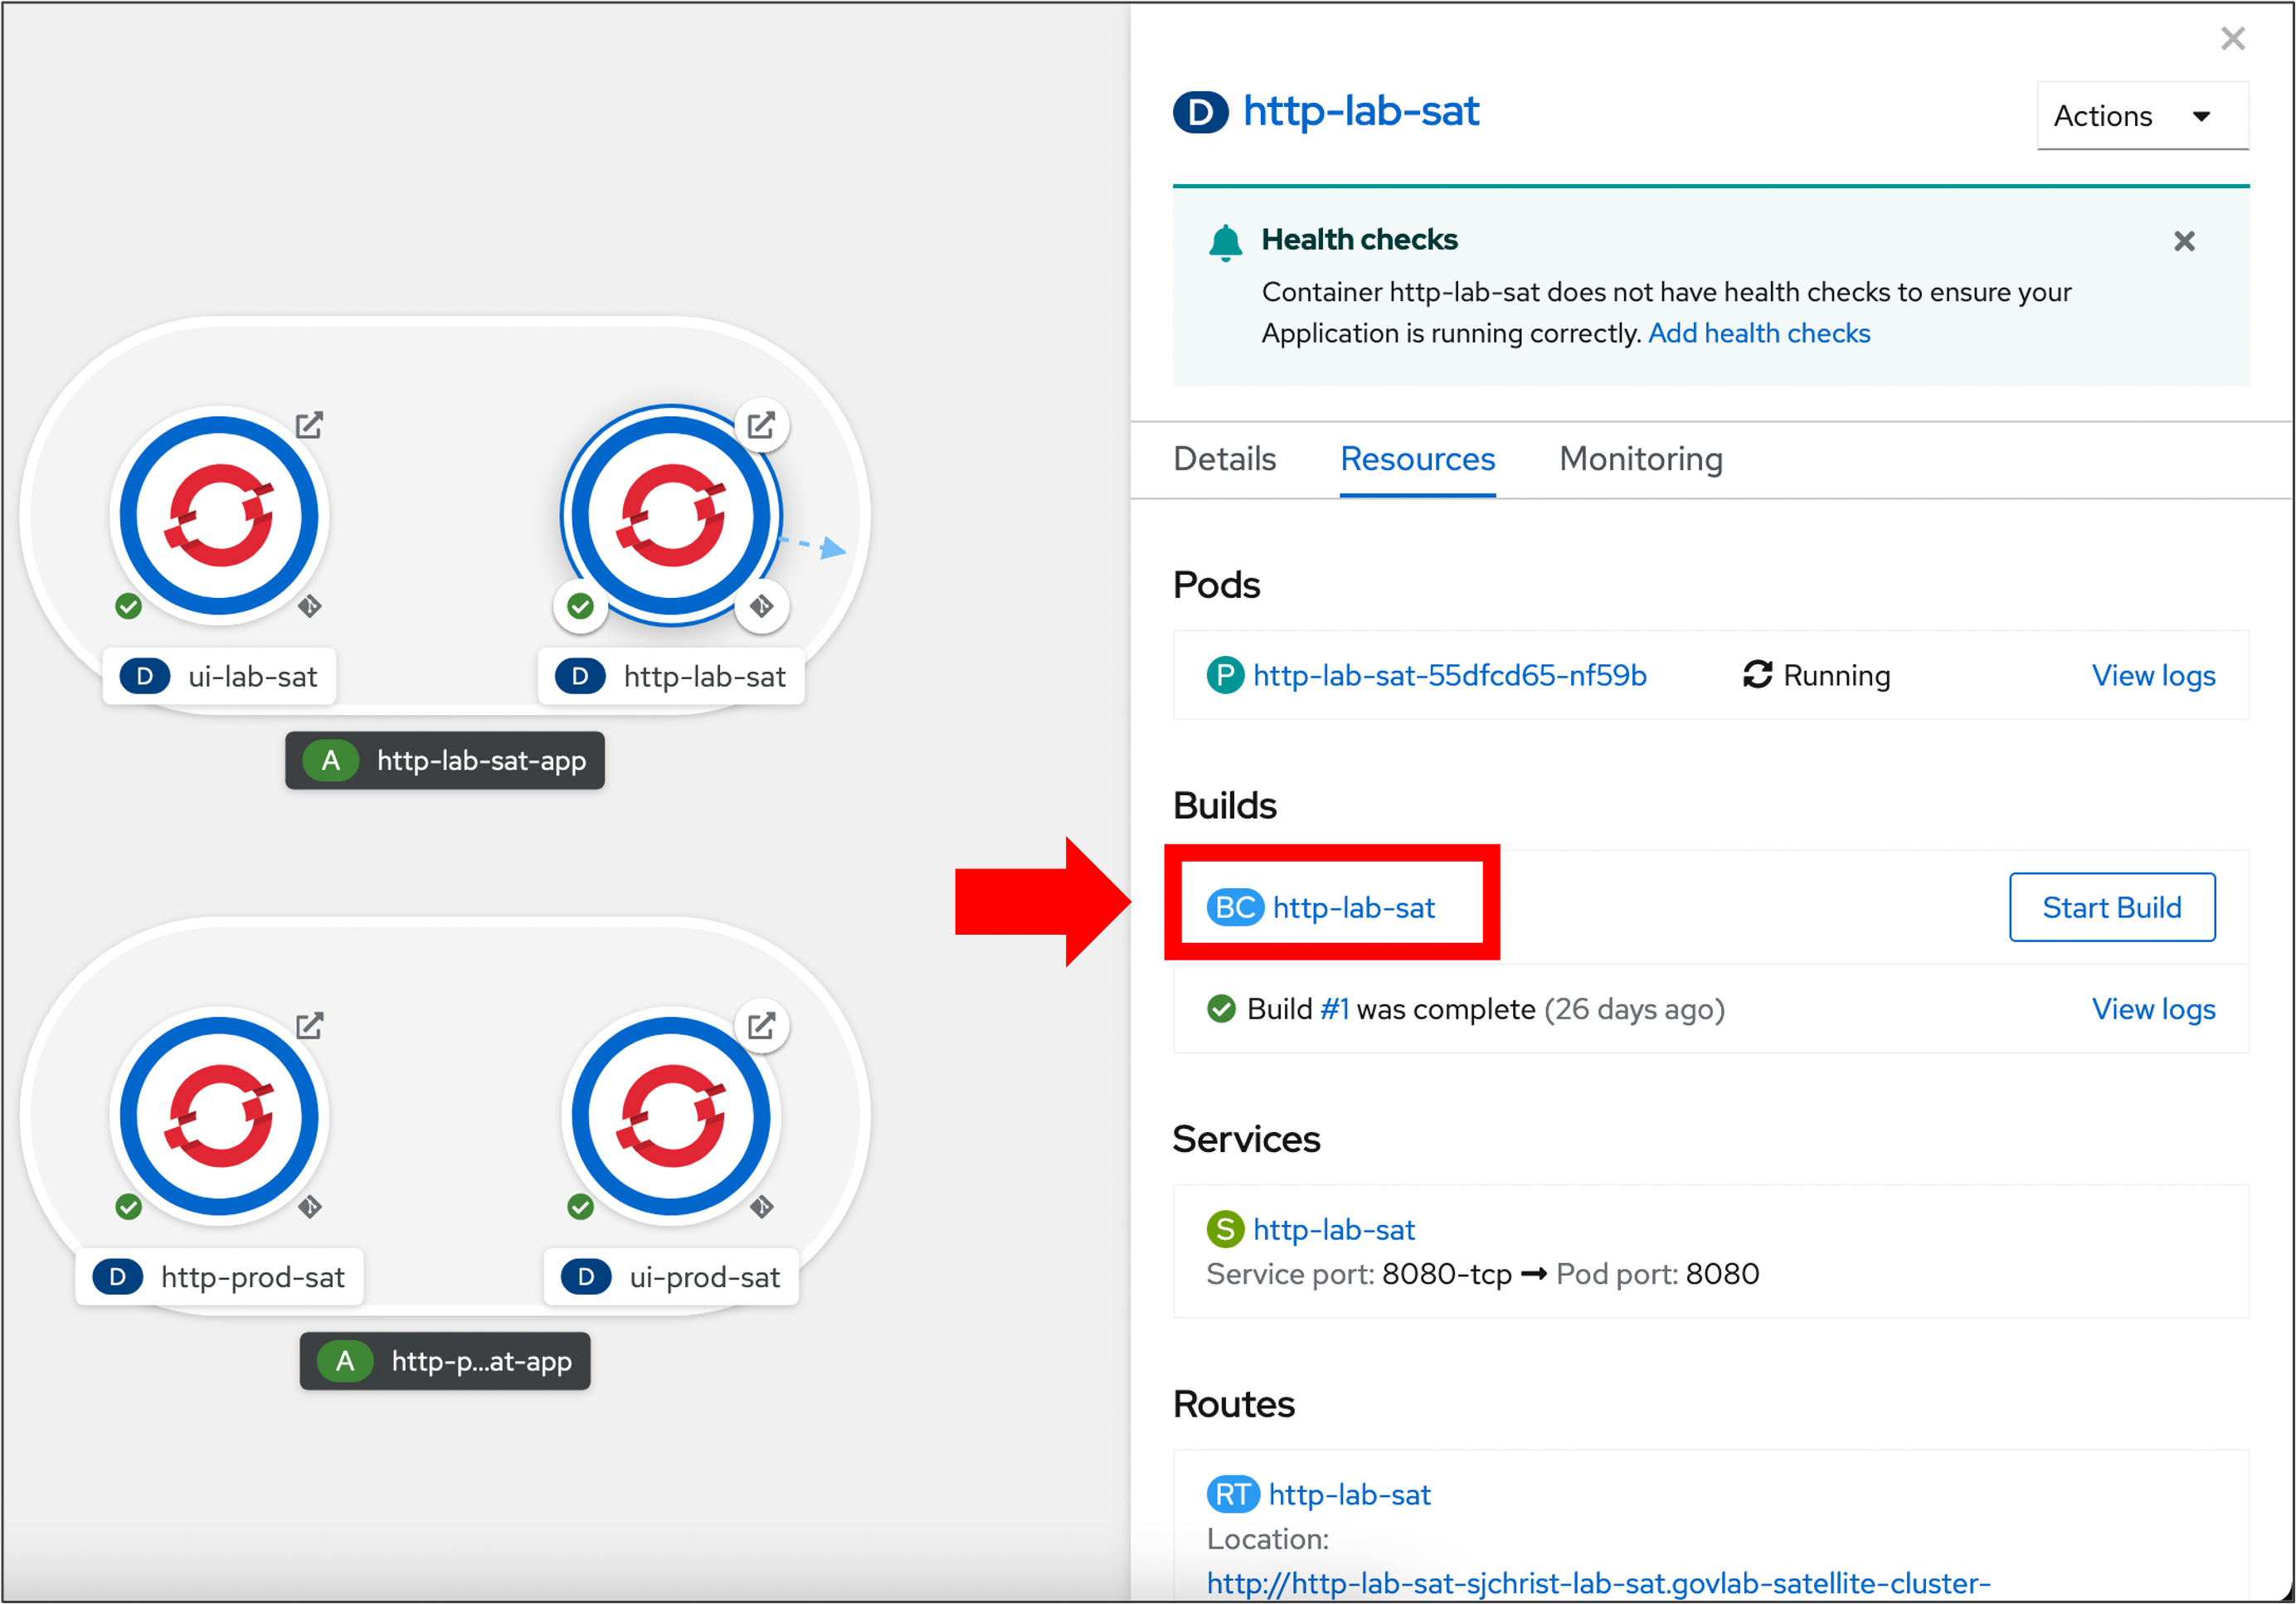 D ui-lab-sat
D http-lab-sat
A http-lab-sat-app
D http-prod-sat
D ui-prod-sat
A http-p...at-app
D http-lab-sat
Actions
Health checks
Container http-lab-sat does not have health checks to ensure your
Application is running correctly. Add health checks
Details Resources Monitoring
Pods
P http-lab-sat-55dfcd65-nf59b Running View logs
Builds
BC http-lab-sat Start Build
Build #1 was complete (26 days ago) View logs
Services
S http-lab-sat
Service port: 8080-tcp → Pod port: 8080
Routes
RT http-lab-sat
Location:
http://http-lab-sat-sjchrist-lab-sat.govlab-satellite-cluster-